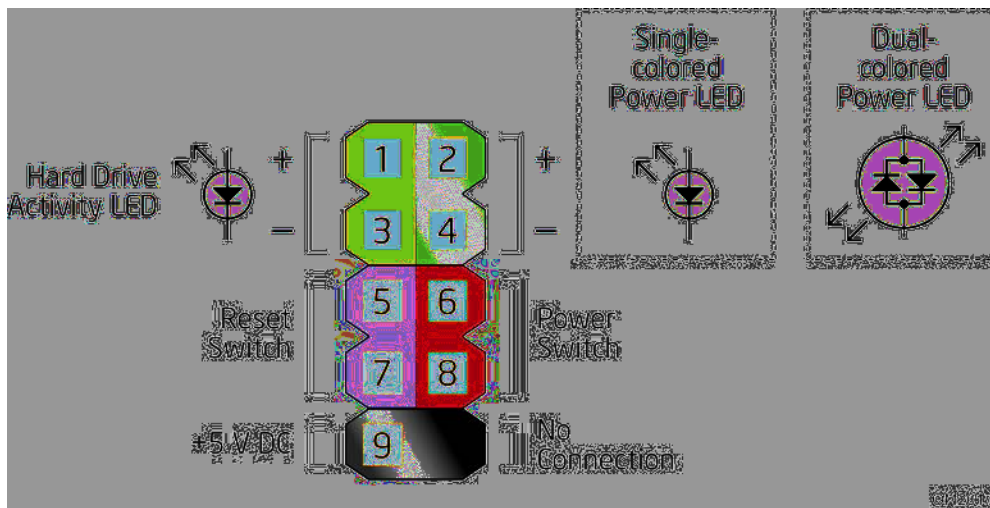 Single-
colored
Power LED
Dual-
colored
Power LED
Hard Drive
Activity LED
+
−
1
2
3
4
+
−
Reset
Switch
5
6
7
8
Power
Switch
+5 V DC
9
No
Connection